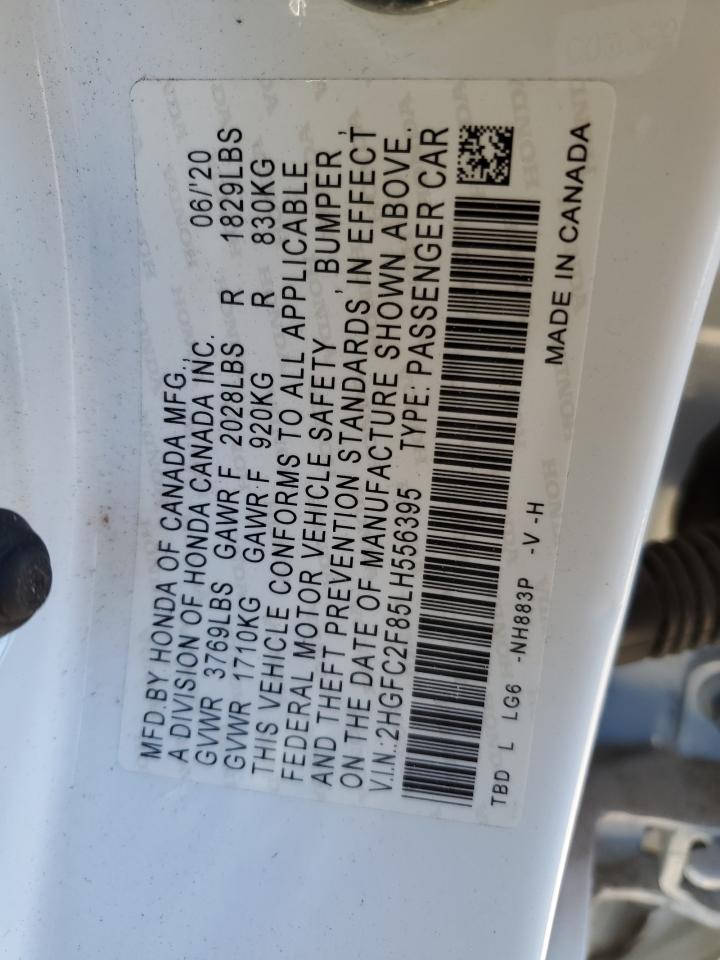 MFD.BY HONDA OF CANADA MFG.,
A DIVISION OF HONDA CANADA INC. 06/'20
GVWR 3769LBS GAWR F 2028LBS R 1829LBS
GVWR 1710KG GAWR F 920KG R 830KG
THIS VEHICLE CONFORMS TO ALL APPLICABLE
FEDERAL MOTOR VEHICLE SAFETY , BUMPER ,
AND THEFT PREVENTION STANDARDS, IN EFFECT
ON THE DATE OF MANUFACTURE SHOWN ABOVE.
V.I.N.:2HGFC2F85LH556395 TYPE: PASSENGER CAR
TBD L LG6 -NH883P -V -H MADE IN CANADA